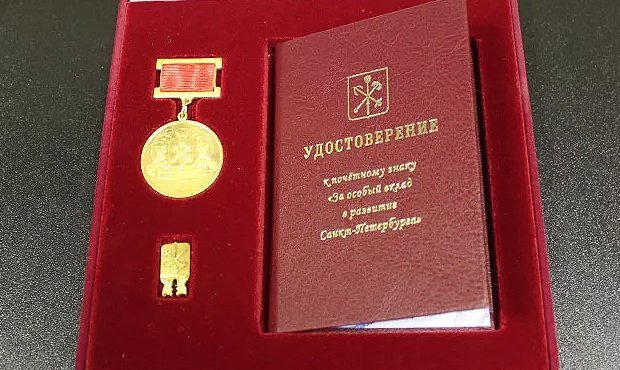 УДОСТОВЕРЕНИЕ
к почётному знаку
«За особый вклад
в развитие
Санкт-Петербурга»